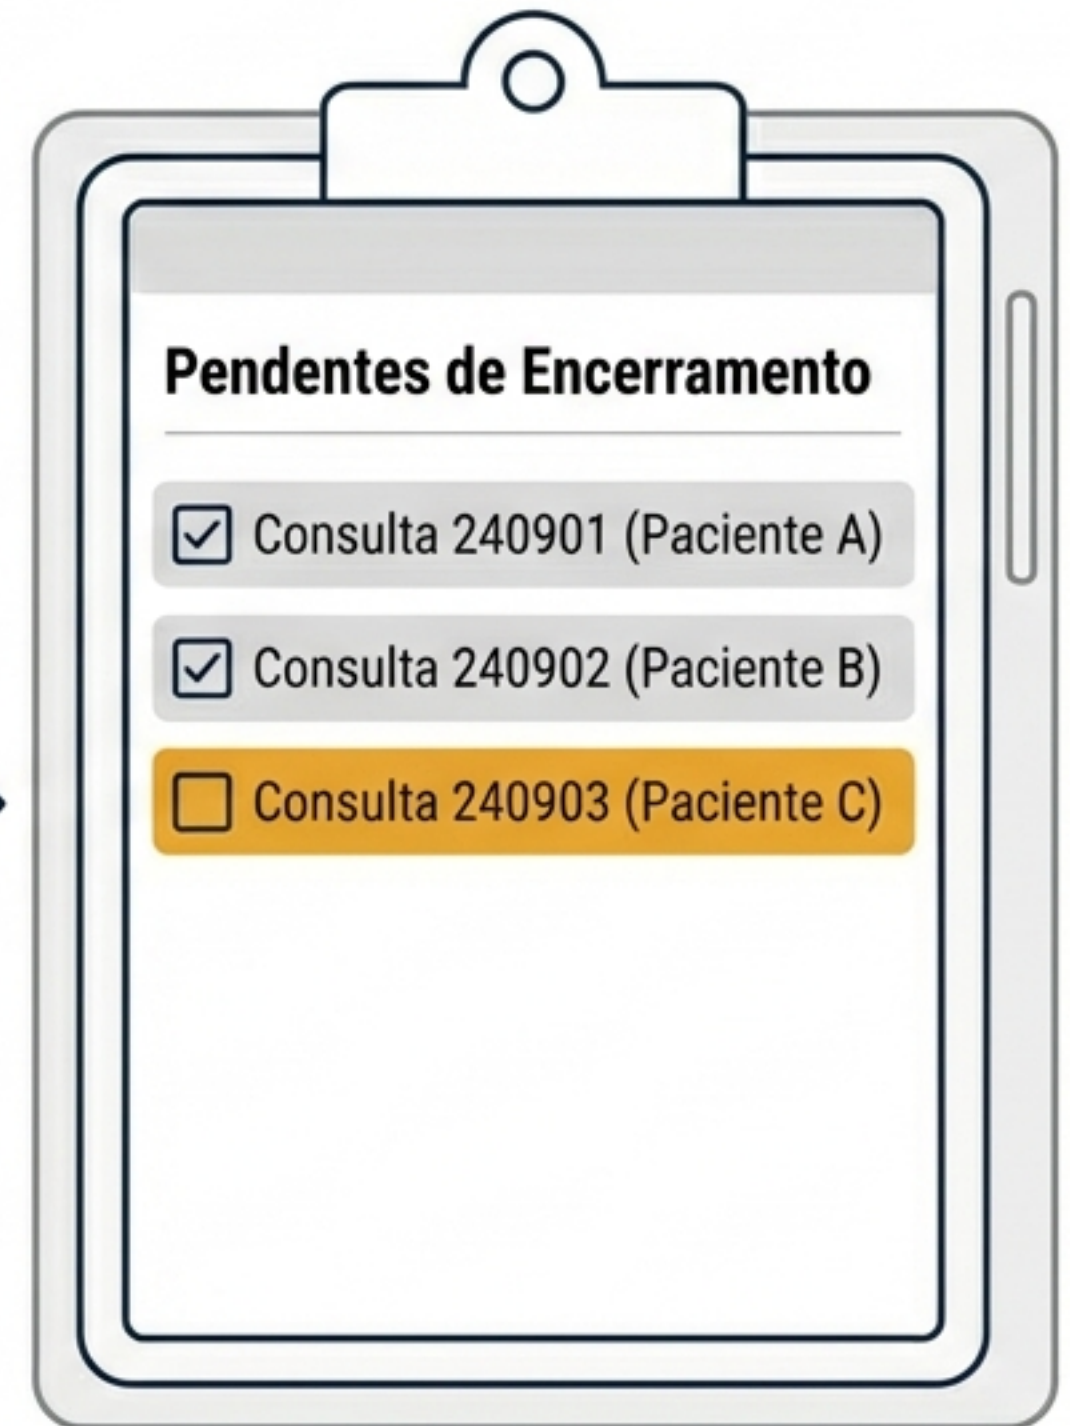 Pendentes de Encerramento
Consulta 240901 (Paciente A)
Consulta 240902 (Paciente B)
Consulta 240903 (Paciente C)